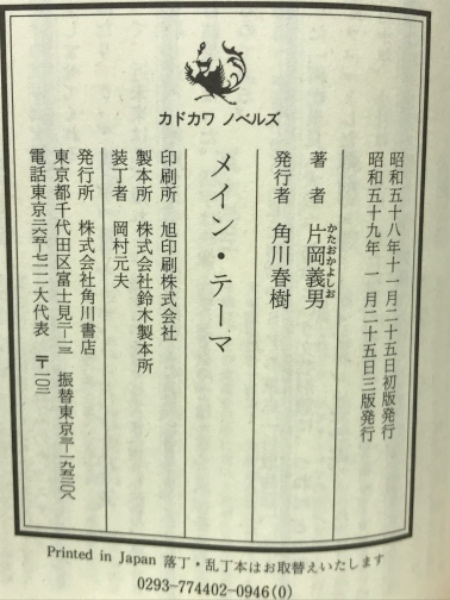 カドカワ ノベルズ
昭和五十八年十一月二十五日初版発行
昭和五十九年 一 月二十五日三版発行
著 者 片岡義男
かたおかよしお
発行者 角川春樹
メイン・テーマ
印刷所 旭印刷株式会社
製本所 株式会社鈴木製本所
装丁者 岡村元夫
発行所 株式会社角川書店
東京都千代田区富士見二ー一三 振替東京三ー一九五二〇八
電話東京二六五ー七一一一大代表 〒一〇二
Printed in Japan 落丁・乱丁本はお取替えいたします
0293-774402-0946(0)